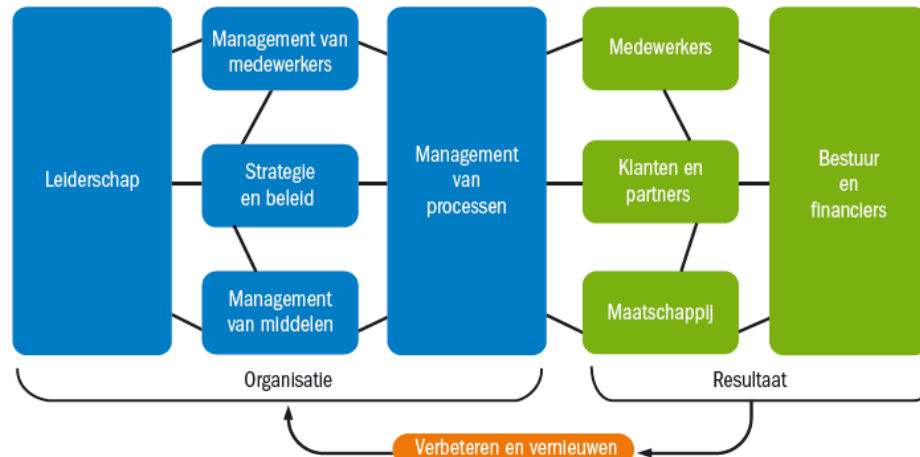 Leiderschap
Management van
medewerkers
Strategie
en beleid
Management
van middelen
Management
van
processen
Medewerkers
Klanten en
partners
Maatschappij
Bestuur
en
financiers
Organisatie
Resultaat
Verbeteren en vernieuwen